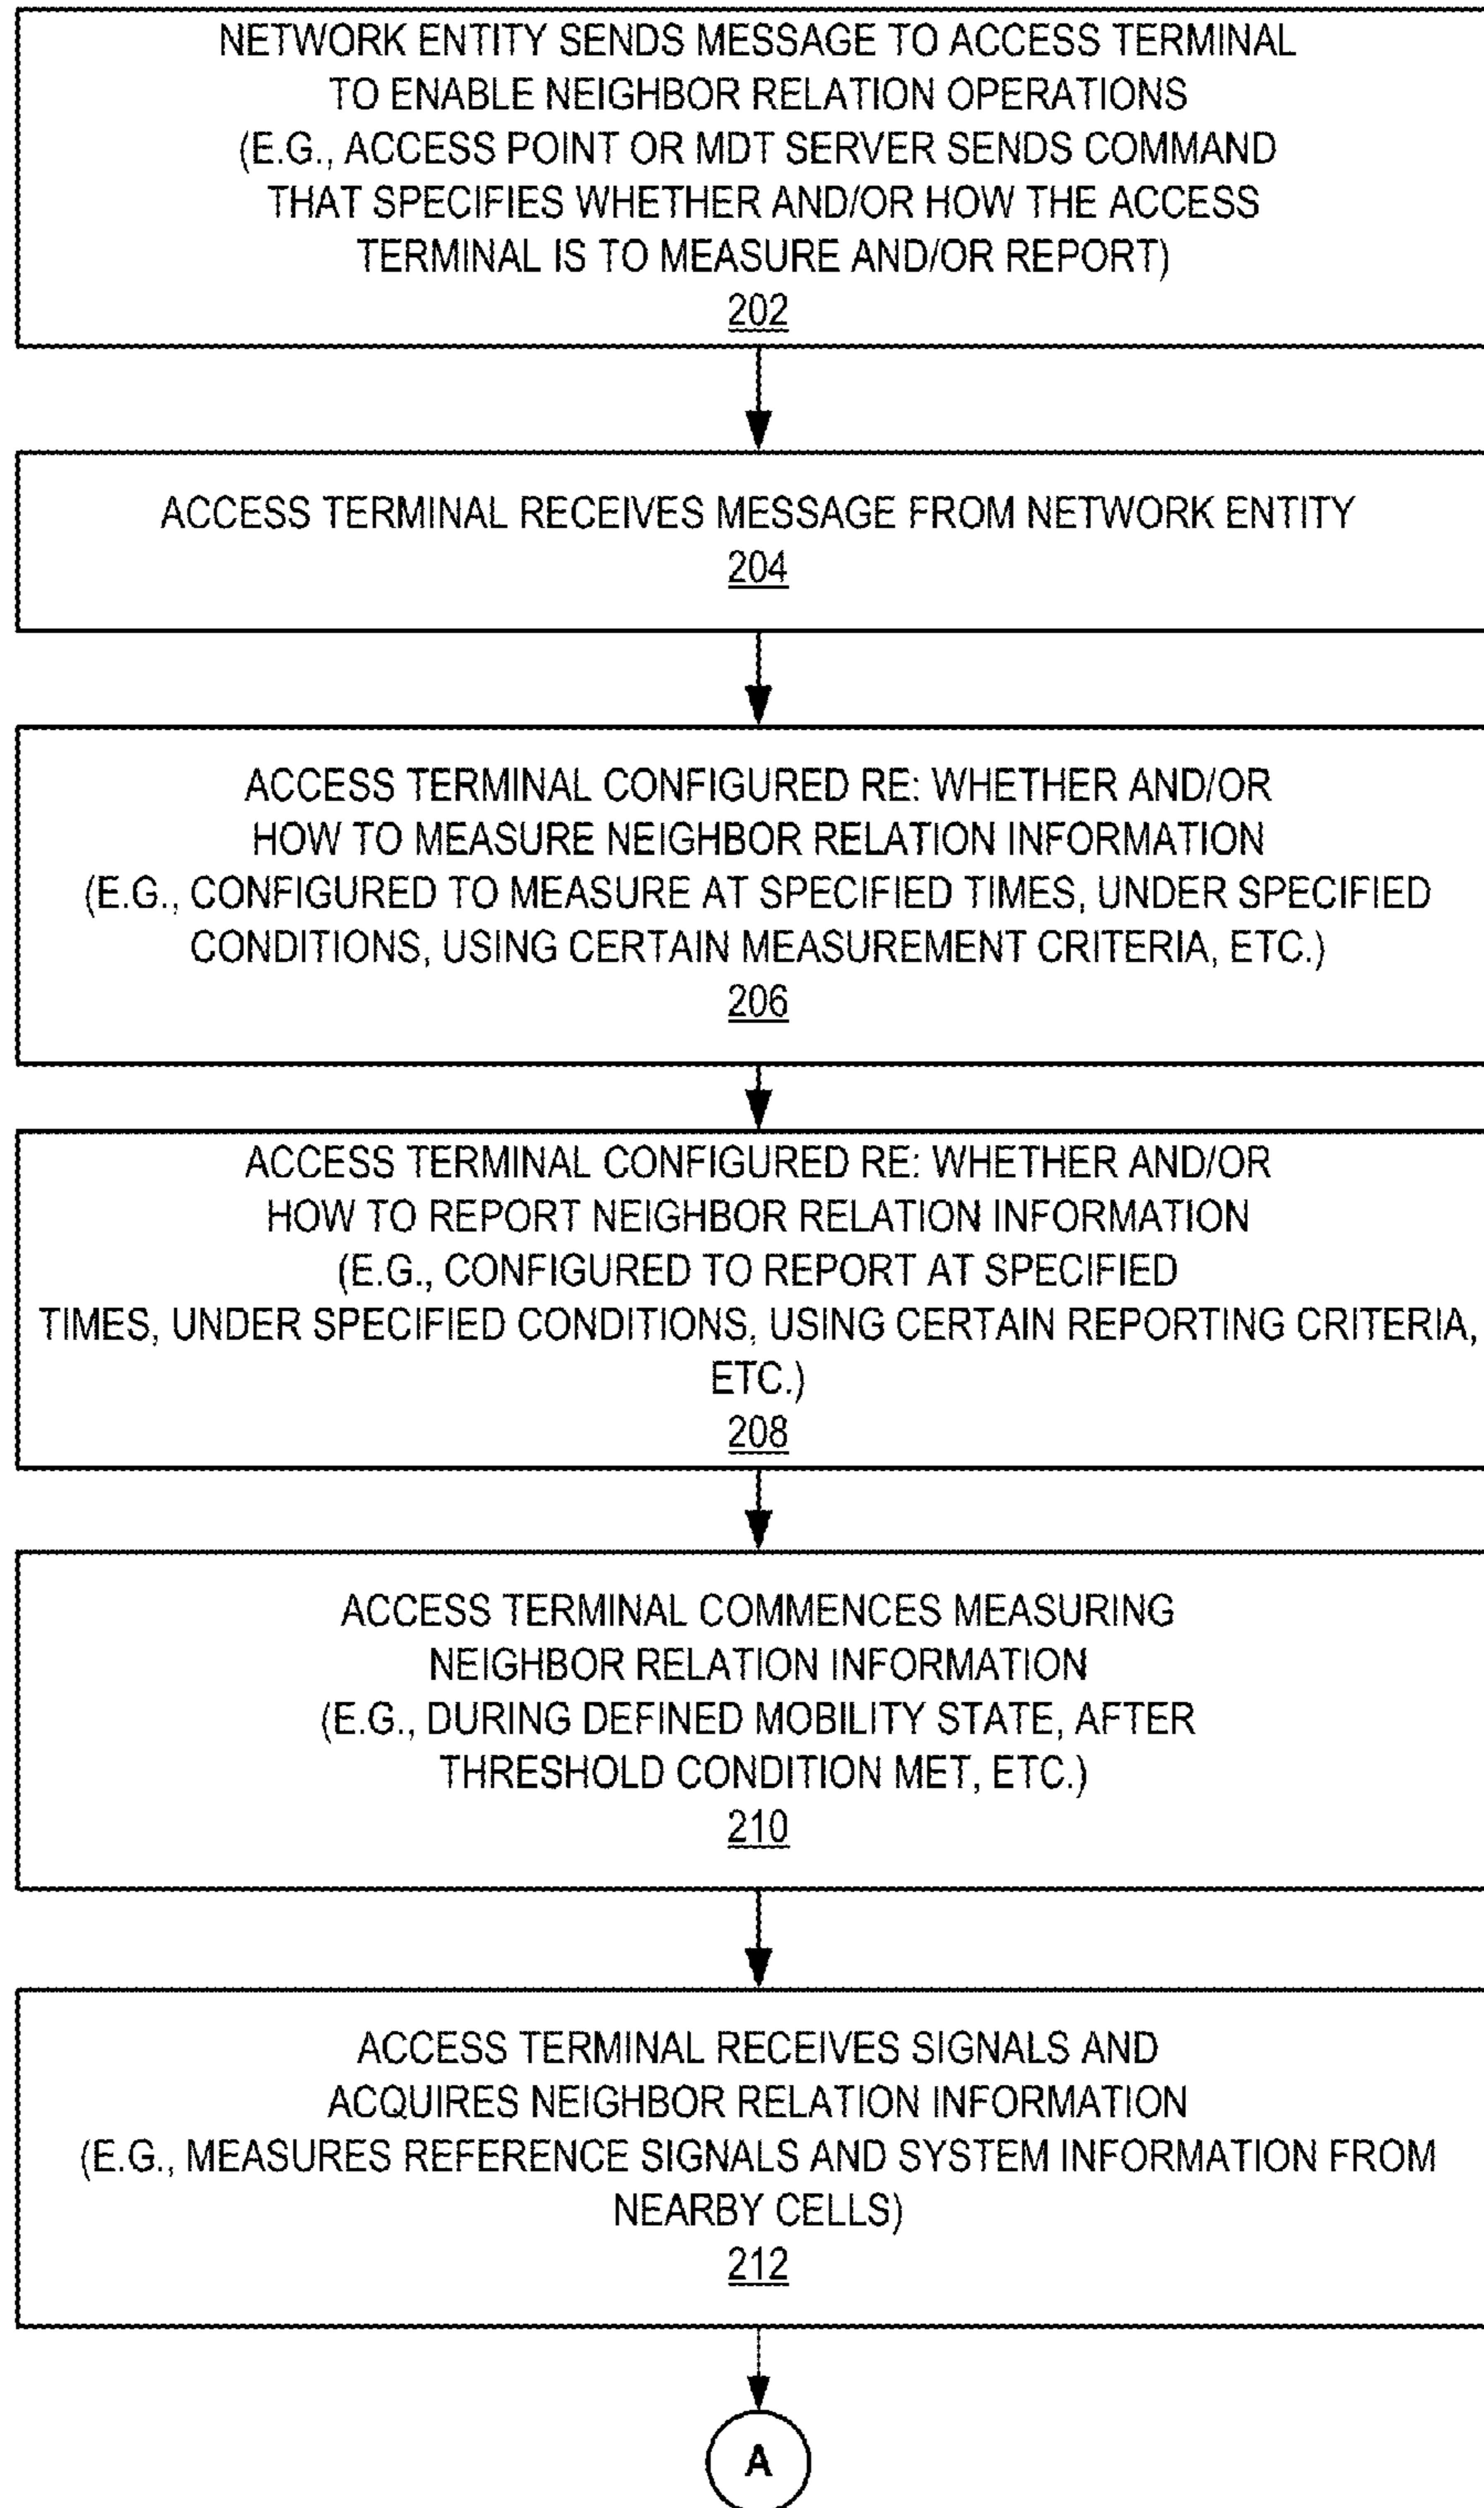 NETWORK ENTITY SENDS MESSAGE TO ACCESS TERMINAL
TO ENABLE NEIGHBOR RELATION OPERATIONS
(E.G., ACCESS POINT OR MDT SERVER SENDS COMMAND
THAT SPECIFIES WHETHER AND/OR HOW THE ACCESS
TERMINAL IS TO MEASURE AND/OR REPORT)
202
ACCESS TERMINAL RECEIVES MESSAGE FROM NETWORK ENTITY
204
ACCESS TERMINAL CONFIGURED RE: WHETHER AND/OR
HOW TO MEASURE NEIGHBOR RELATION INFORMATION
(E.G., CONFIGURED TO MEASURE AT SPECIFIED TIMES, UNDER SPECIFIED
CONDITIONS, USING CERTAIN MEASUREMENT CRITERIA, ETC.)
206
ACCESS TERMINAL CONFIGURED RE: WHETHER AND/OR
HOW TO REPORT NEIGHBOR RELATION INFORMATION
(E.G., CONFIGURED TO REPORT AT SPECIFIED
TIMES, UNDER SPECIFIED CONDITIONS, USING CERTAIN REPORTING CRITERIA,
ETC.)
208
ACCESS TERMINAL COMMENCES MEASURING
NEIGHBOR RELATION INFORMATION
(E.G., DURING DEFINED MOBILITY STATE, AFTER
THRESHOLD CONDITION MET, ETC.)
210
ACCESS TERMINAL RECEIVES SIGNALS AND
ACQUIRES NEIGHBOR RELATION INFORMATION
(E.G., MEASURES REFERENCE SIGNALS AND SYSTEM INFORMATION FROM
NEARBY CELLS)
212
A